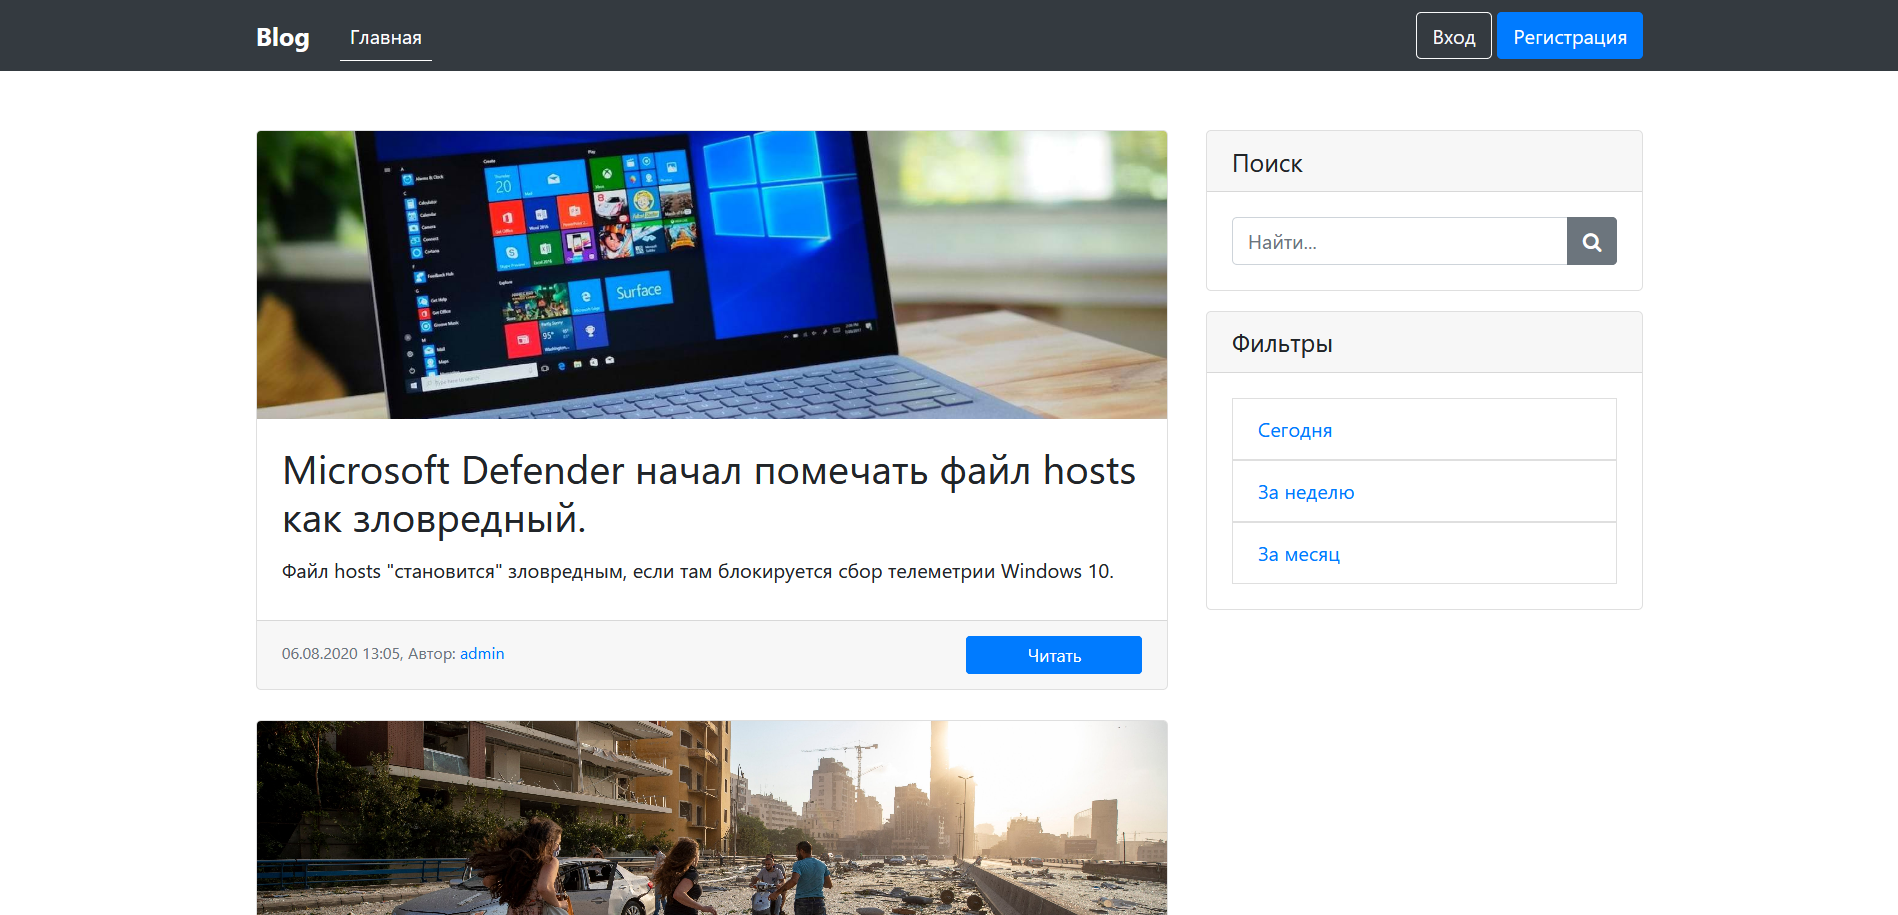 Blog Главная Вход Регистрация
Surface
Microsoft Defender начал помечать файл hosts
как зловредный.
Файл hosts "становится" зловредным, если там блокируется сбор телеметрии Windows 10.
06.08.2020 13:05, Автор: admin Читать
Поиск
Найти...
Фильтры
Сегодня
За неделю
За месяц